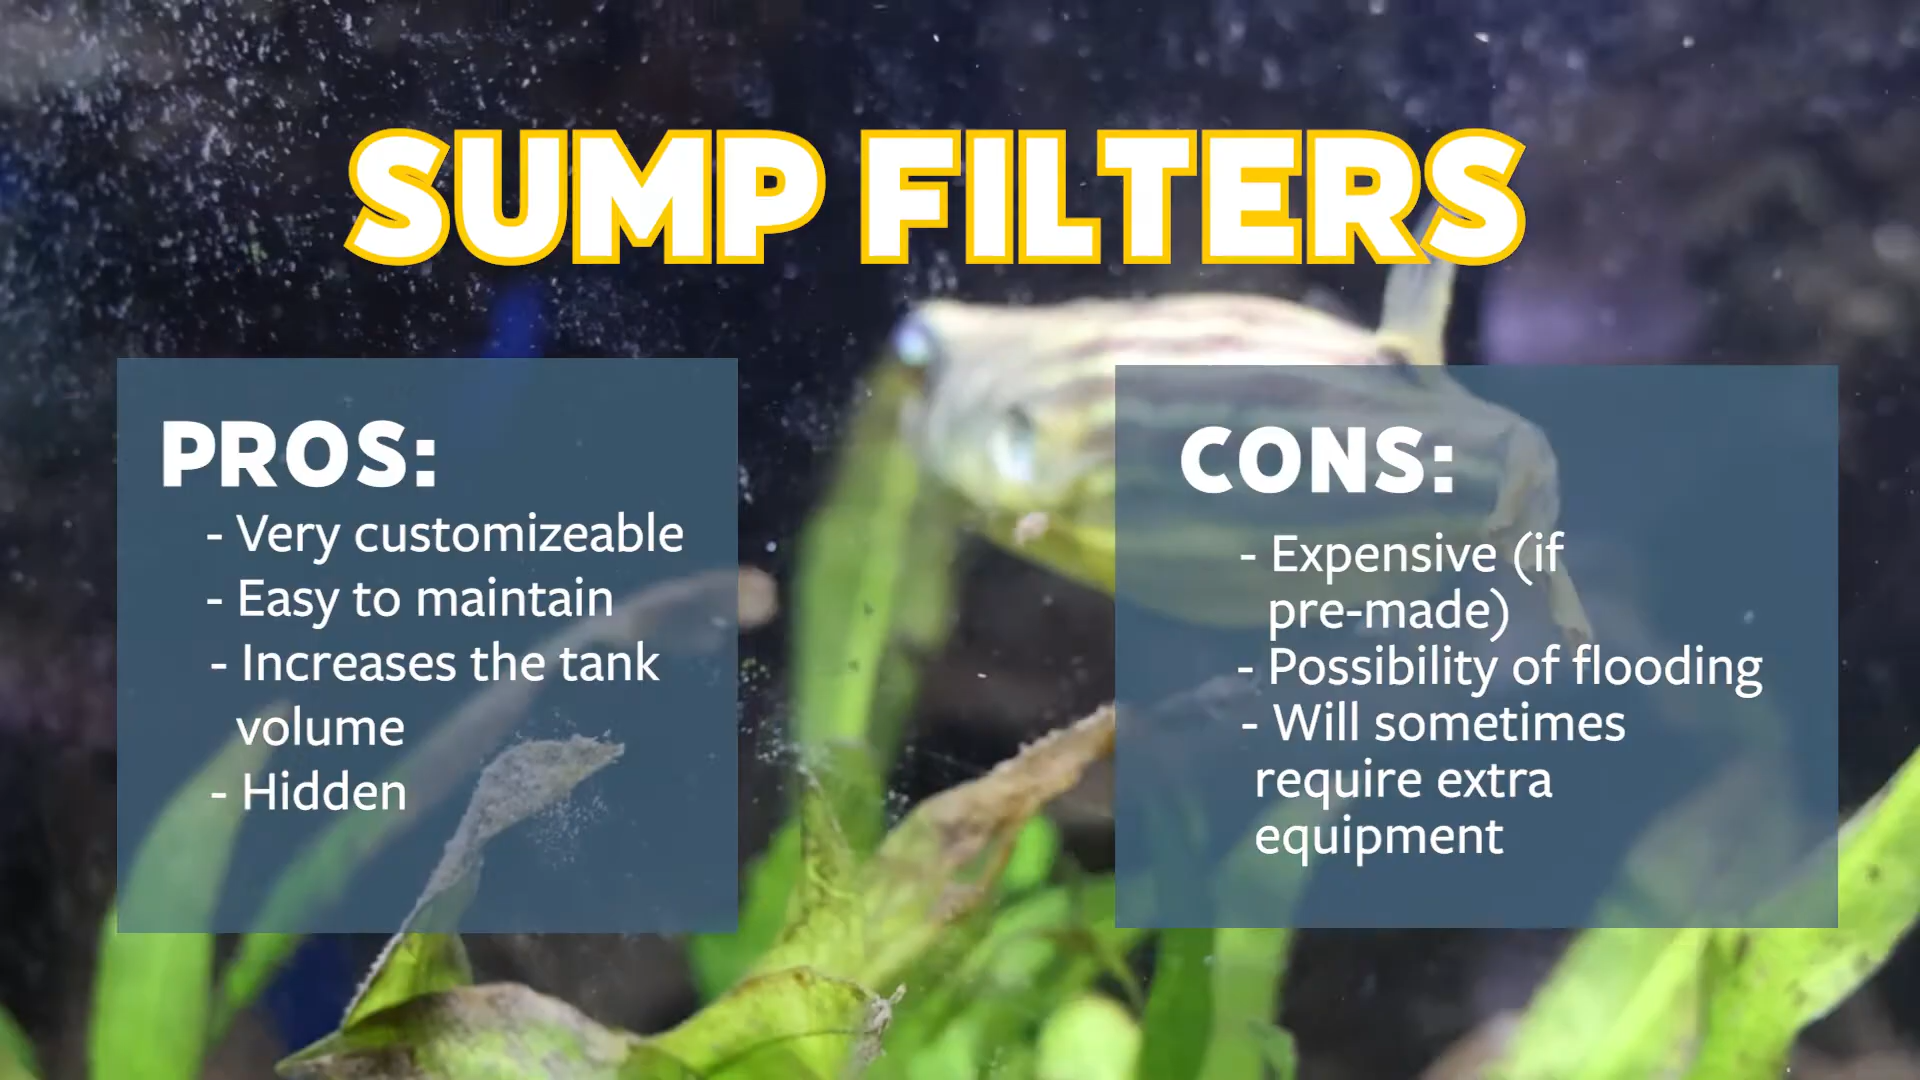 SUMP FILTERS
PROS:
- Very customizeable
- Easy to maintain
- Increases the tank
volume
- Hidden
CONS:
- Expensive (if
pre-made)
- Possibility of flooding
- Will sometimes
require extra
equipment